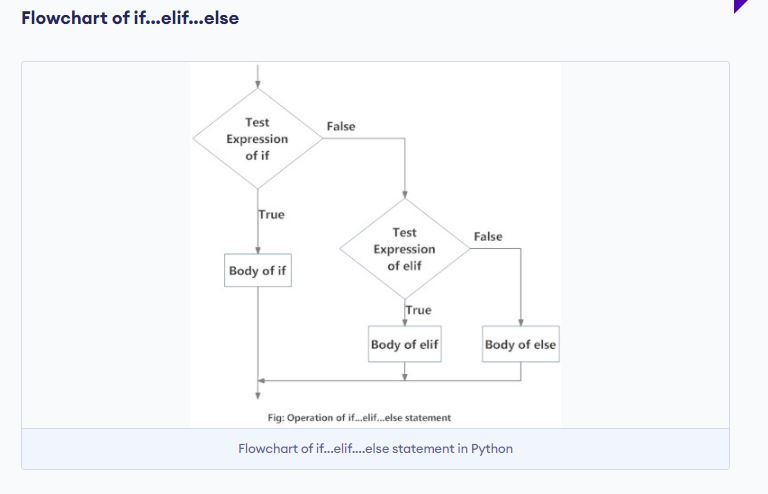 Flowchart of if...elif...else
Test
Expression
of if
False
True
Body of if
Test
Expression
of elif
False
True
Body of elif
Body of else
Fig: Operation of if...elif...else statement
Flowchart of if...elif....else statement in Python